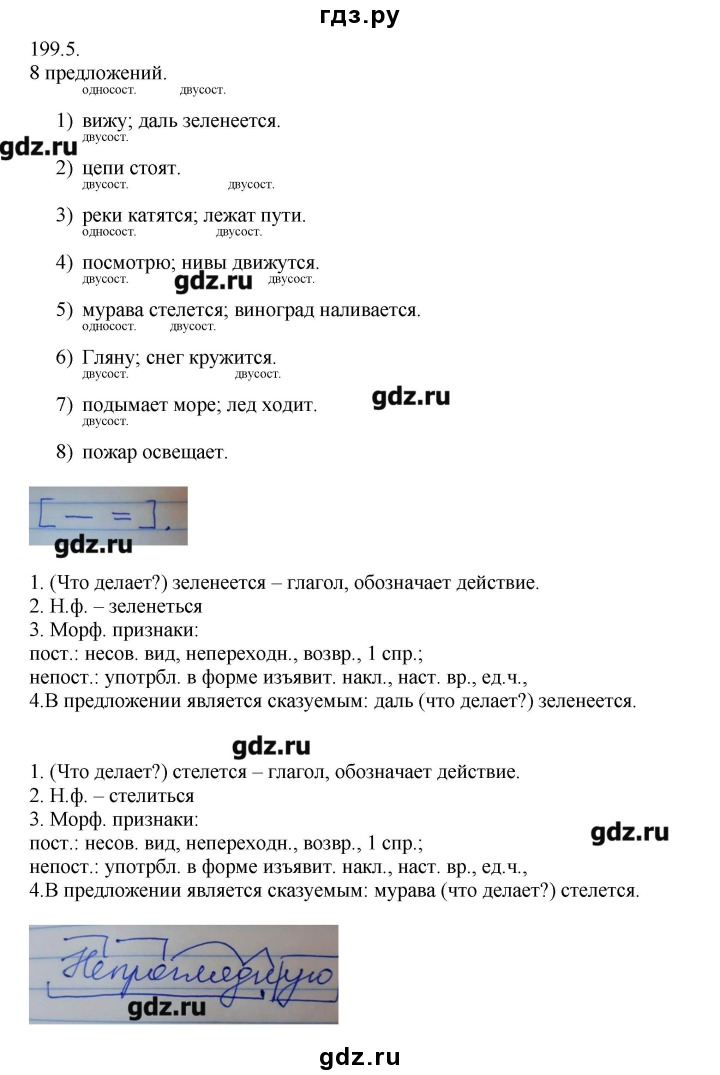 гдз.ру
199.5.
8 предложений.
односост. двусост.
1) вижу; даль зеленеется.
gdz.ru
двусост.
2) цепи стоят.
двусост. двусост.
3) реки катятся; лежат пути.
односост. двусост.
4) посмотрю; нивы движутся.
gdz.ru
двусост. двусост.
5) мурава стелется; виноград наливается.
односост. двусост.
6) Гляну; снег кружится.
двусост. двусост.
gdz.ru
7) подымает море; лед ходит.
двусост.
8) пожар освещает.
[ — = ].
gdz.ru
1. (Что делает?) зеленеется – глагол, обозначает действие.
2. Н.ф. – зеленеться
3. Морф. признаки:
пост.: несов. вид, непереходн., возвр., 1 спр.;
непост.: употрбл. в форме изъявит. накл., наст. вр., ед.ч.,
4.В предложении является сказуемым: даль (что делает?) зеленеется.
gdz.ru
1. (Что делает?) стелется – глагол, обозначает действие.
2. Н.ф. – стелиться
3. Морф. признаки:
gdz.ru
пост.: несов. вид, непереходн., возвр., 1 спр.;
непост.: употрбл. в форме изъявит. накл., наст. вр., ед.ч.,
4.В предложении является сказуемым: мурава (что делает?) стелется.
Непроглядную
gdz.ru
gdz.ru